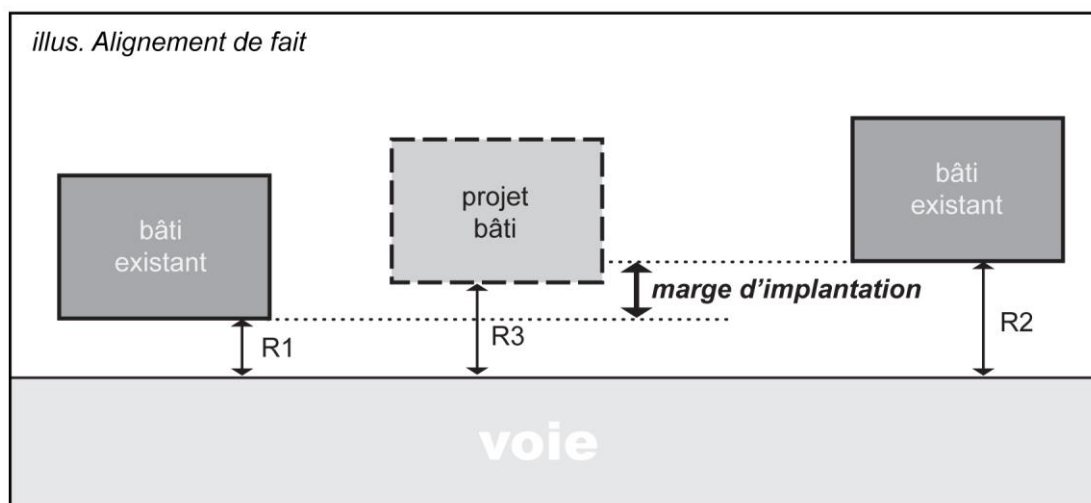 illus. Alignement de fait
bâti
existant
projet
bâti
bâti
existant
marge d'implantation
R1
R3
R2
voie